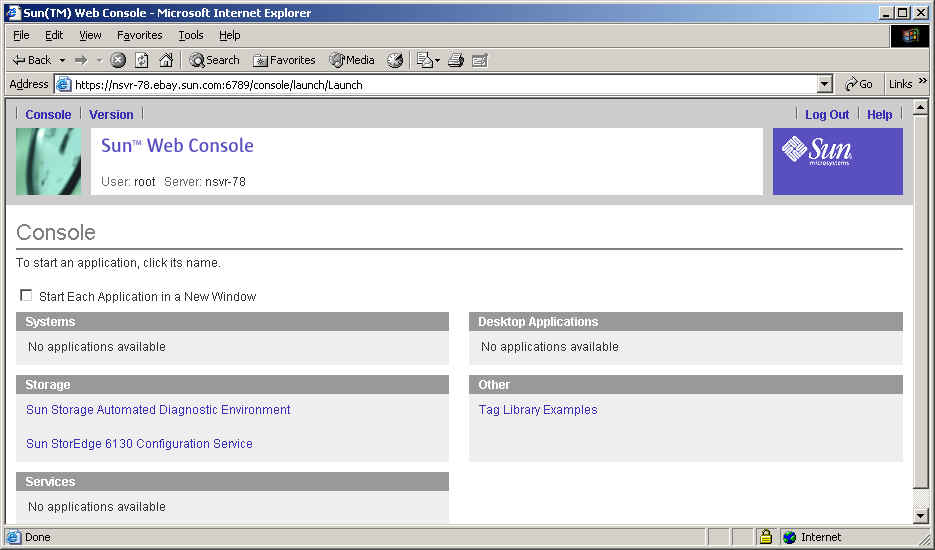 Sun(TM) Web Console - Microsoft Internet Explorer
File Edit View Favorites Tools Help
Back Search Favorites Media
Address https://nsvr-78.ebay.sun.com:6789/console/launch/Launch Go Links »
Console Version Log Out Help
Sun™ Web Console
Sun microsystems
User: root Server: nsvr-78
Console
To start an application, click its name.
Start Each Application in a New Window
Systems
No applications available
Desktop Applications
No applications available
Storage
Sun Storage Automated Diagnostic Environment
Sun StorEdge 6130 Configuration Service
Other
Tag Library Examples
Services
No applications available
Done Internet